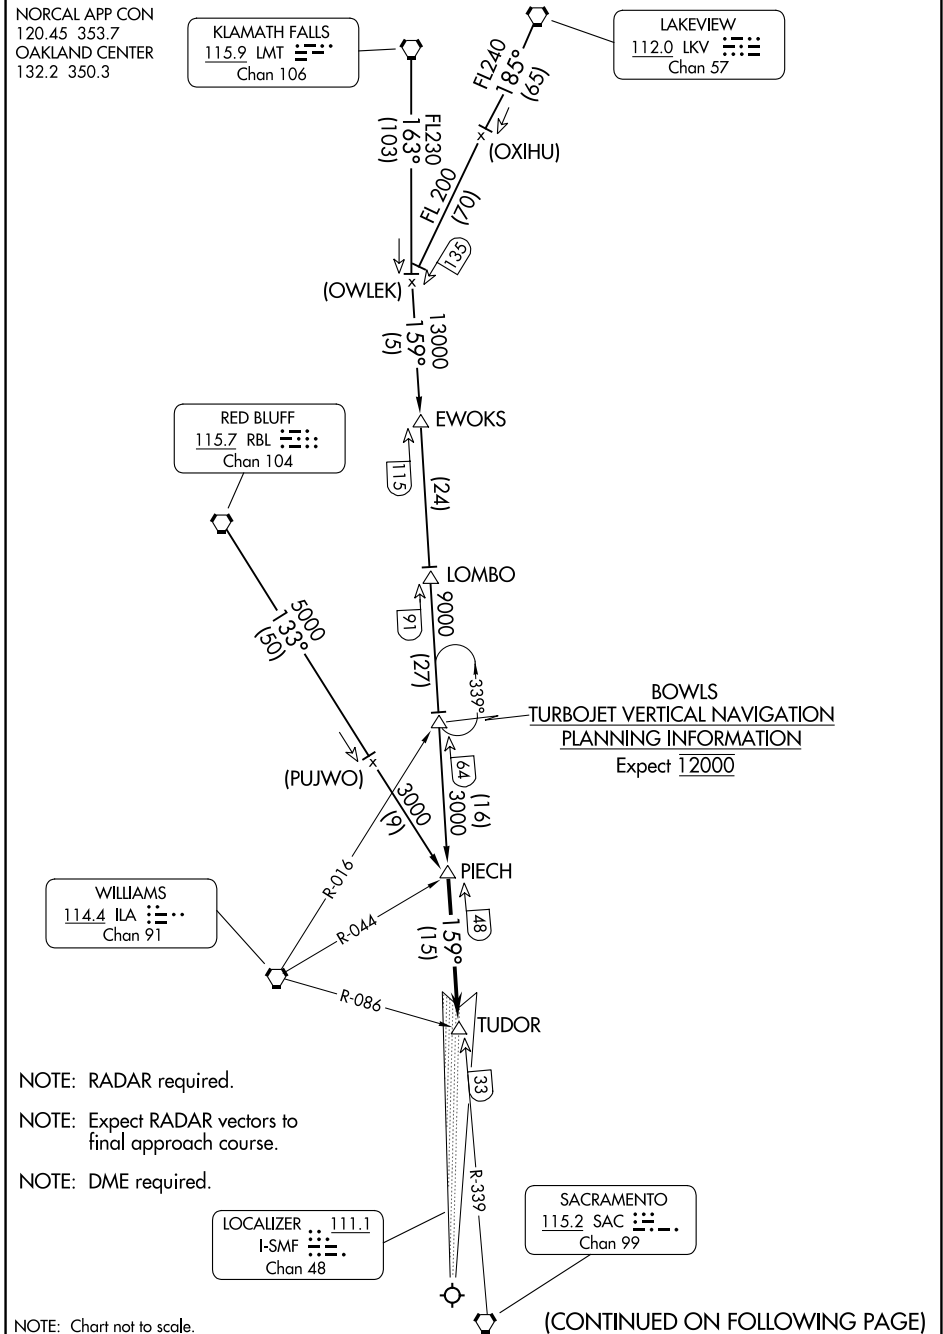 NORCAL APP CON
120.45 353.7
OAKLAND CENTER
132.2 350.3
KLAMATH FALLS
115.9 LMT
Chan 106
LAKEVIEW
112.0 LKV
Chan 57
FL240
185°
(65)
(OXIHU)
FL230
163°
(103)
FL 200
(70)
135
(OWLEK)
13000
159°
(5)
EWOKS
115
(24)
RED BLUFF
115.7 RBL
Chan 104
LOMBO
91
9000
(27)
339°
5000
133°
(50)
BOWLS
TURBOJET VERTICAL NAVIGATION
PLANNING INFORMATION
Expect 12000
64
(16)
3000
(PUJWO)
3000
(9)
PIECH
48
159°
(15)
WILLIAMS
114.4 ILA
Chan 91
R-016
R-044
R-086
TUDOR
33
NOTE: RADAR required.
NOTE: Expect RADAR vectors to
final approach course.
NOTE: DME required.
R-339
LOCALIZER 111.1
I-SMF
Chan 48
SACRAMENTO
115.2 SAC
Chan 99
NOTE: Chart not to scale.
(CONTINUED ON FOLLOWING PAGE)